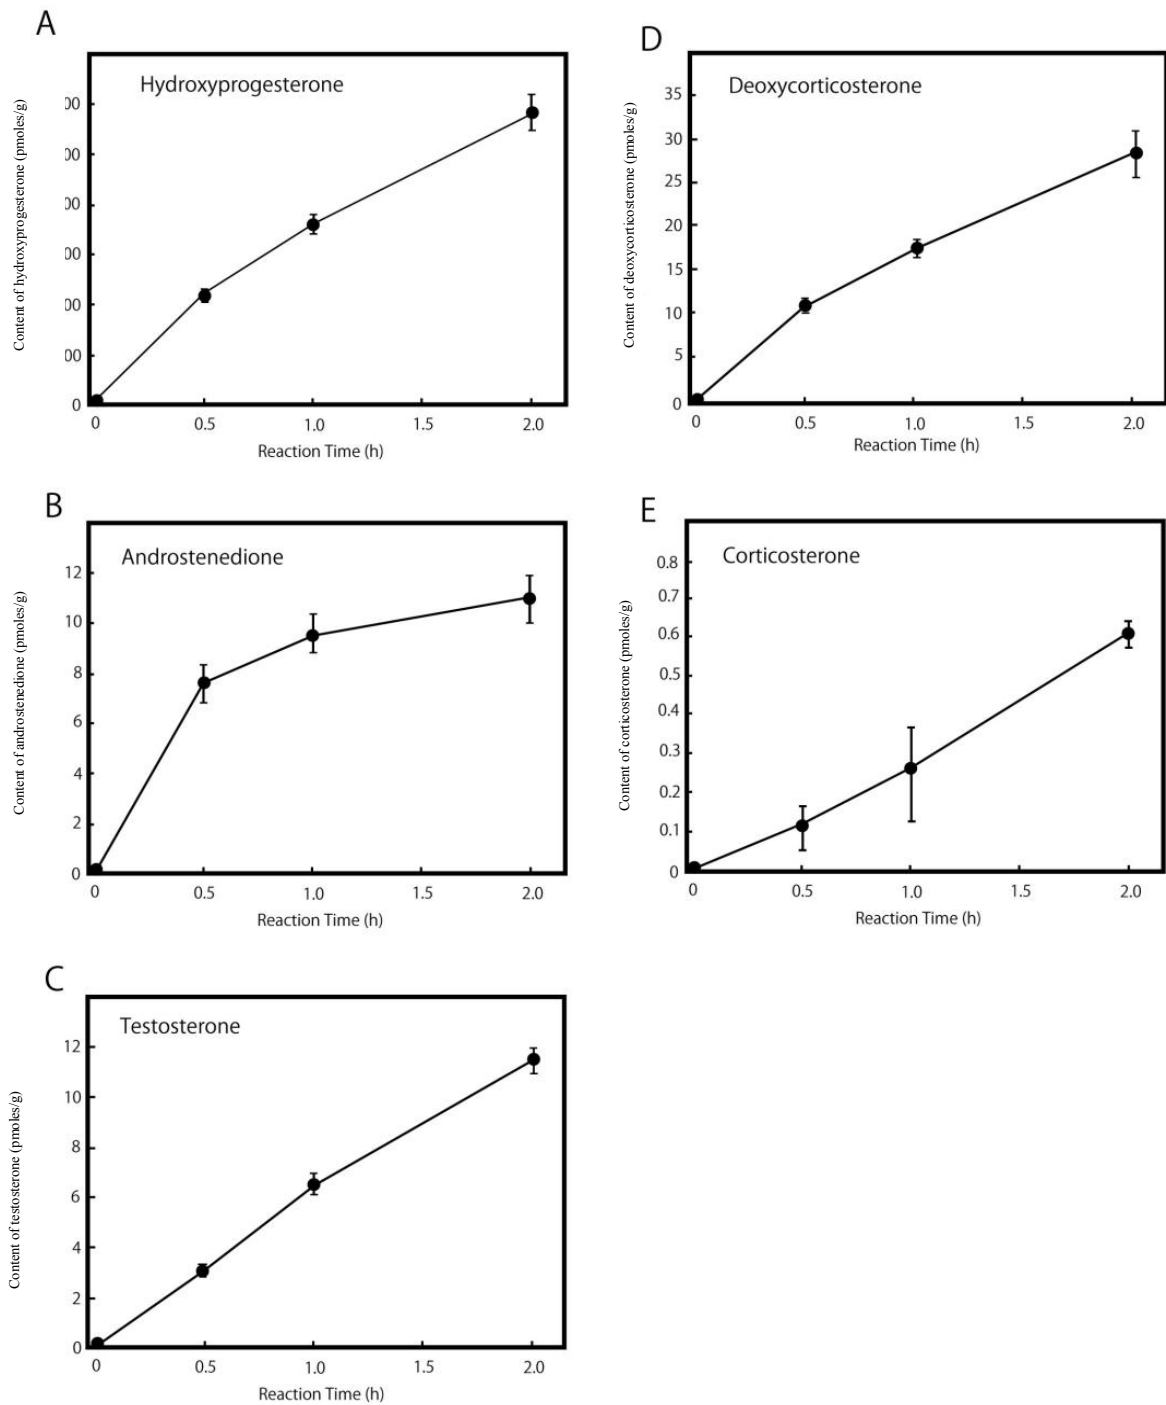 A
Hydroxyprogesterone
Content of hydroxyprogesterone (pmoles/g)
00
00
00
00
00
00
0
0 0.5 1.0 1.5 2.0
Reaction Time (h)
B
Androstenedione
Content of androstenedione (pmoles/g)
12
10
8
6
4
2
0
0 0.5 1.0 1.5 2.0
Reaction Time (h)
C
Testosterone
Content of testosterone (pmoles/g)
12
10
8
6
4
2
0
0 0.5 1.0 1.5 2.0
Reaction Time (h)
D
Deoxycorticosterone
Content of deoxycorticosterone (pmoles/g)
35
30
25
20
15
10
5
0
0 0.5 1.0 1.5 2.0
Reaction Time (h)
E
Corticosterone
Content of corticosterone (pmoles/g)
0.8
0.7
0.6
0.5
0.4
0.3
0.2
0.1
0
0 0.5 1.0 1.5 2.0
Reaction Time (h)